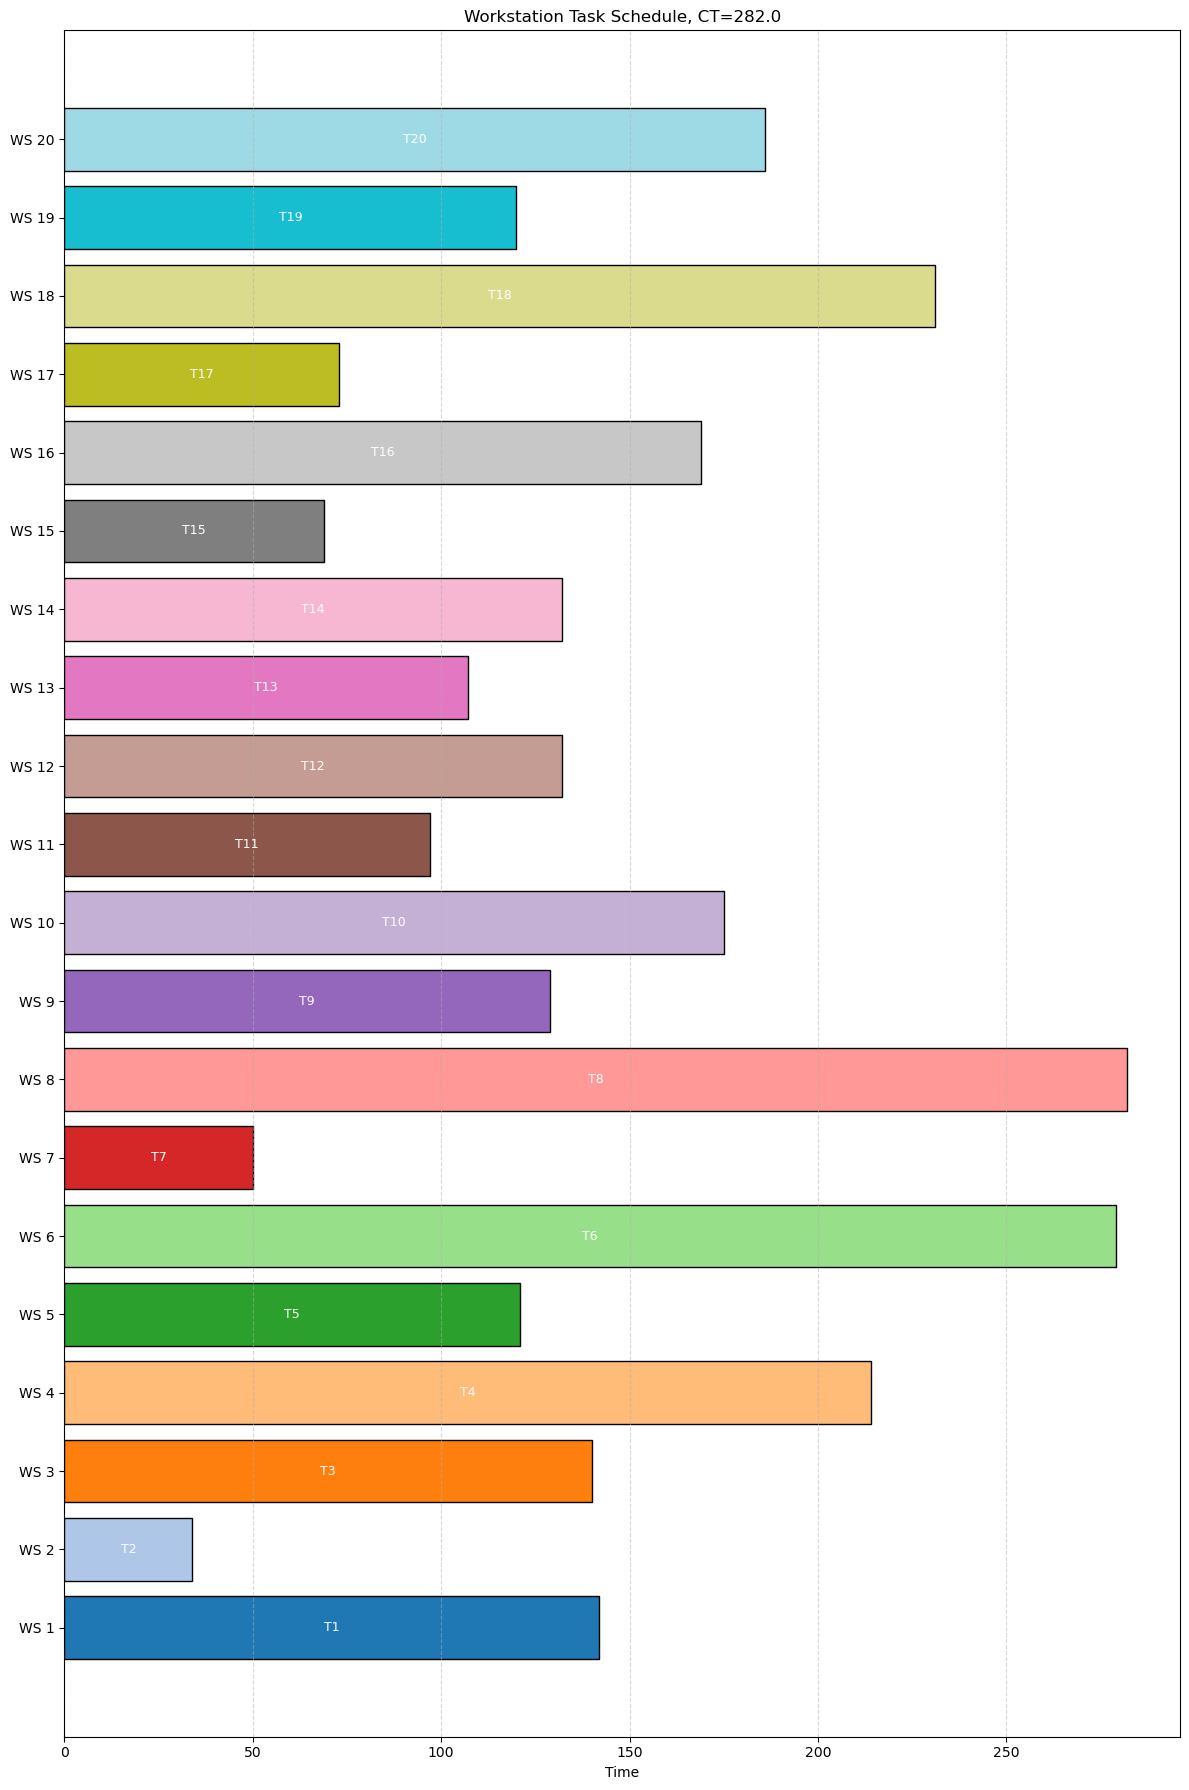 Workstation Task Schedule, CT=282.0
WS 20 T20
WS 19 T19
WS 18 T18
WS 17 T17
WS 16 T16
WS 15 T15
WS 14 T14
WS 13 T13
WS 12 T12
WS 11 T11
WS 10 T10
WS 9 T9
WS 8 T8
WS 7 T7
WS 6 T6
WS 5 T5
WS 4 T4
WS 3 T3
WS 2 T2
WS 1 T1
0 50 100 150 200 250
Time